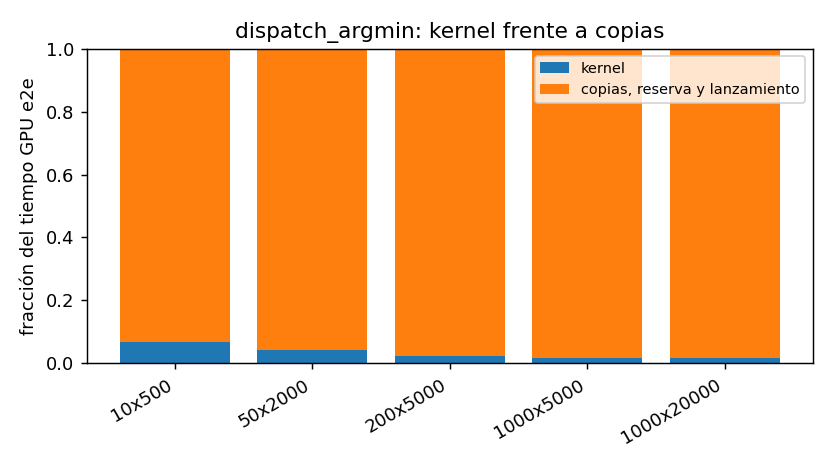 dispatch_argmin: kernel frente a copias
kernel
copias, reserva y lanzamiento
fracción del tiempo GPU e2e
1.0
0.8
0.6
0.4
0.2
0.0
10x500
50x2000
200x5000
1000x5000
1000x20000